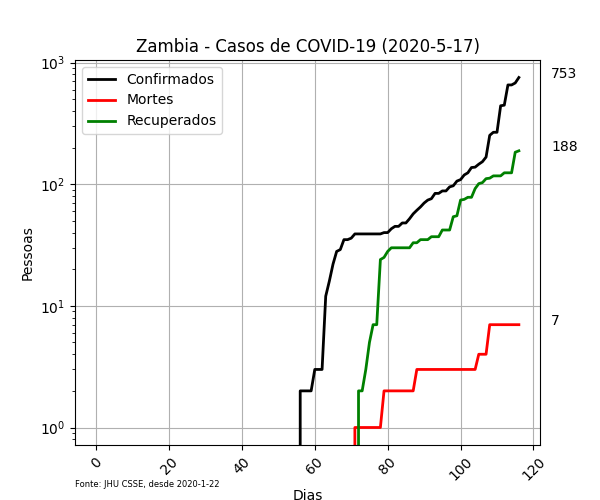 Zambia - Casos de COVID-19 (2020-5-17)
Confirmados
Mortes
Recuperados
10³
10²
10¹
10⁰
Pessoas
753
188
7
0 20 40 60 80 100 120
Dias
Fonte: JHU CSSE, desde 2020-1-22